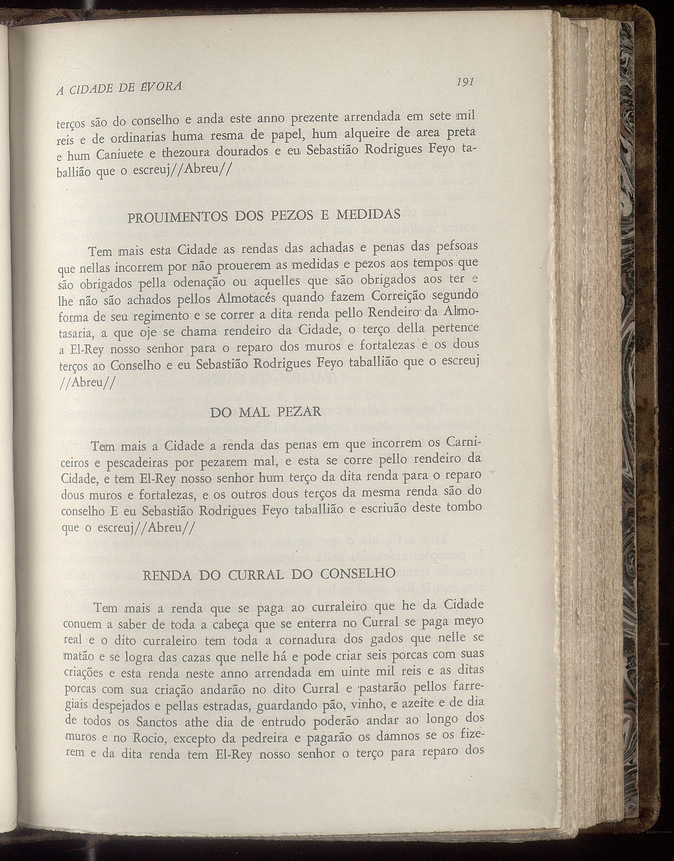 A CIDADE DE ÉVORA 191
terços são do conselho e anda este anno prezente arrendada em sete mil
reis e de ordinarias huma resma de papel, hum alqueire de area preta
e hum Caniuete e thezoura dourados e eu Sebastião Rodrigues Feyo ta-
ballião que o escreuj//Abreu//
PROUIMENTOS DOS PEZOS E MEDIDAS
Tem mais esta Cidade as rendas das achadas e penas das pefsoas
que nellas incorrem por não prouerem as medidas e pezos aos tempos que
são obrigados pella odenação ou aquelles que são obrigados aos ter e
lhe não são achados pellos Almotacés quando fazem Correição segundo
forma de seu regimento e se correr a dita renda pello Rendeiro da Almo-
tasaria, a que oje se chama rendeiro da Cidade, o terço della pertence
a El-Rey nosso senhor para o reparo dos muros e fortalezas e os dous
terços ao Conselho e eu Sebastião Rodrigues Feyo taballião que o escreuj
//Abreu//
DO MAL PEZAR
Tem mais a Cidade a renda das penas em que incorrem os Carni-
ceiros e pescadeiras por pezarem mal, e esta se corre pello rendeiro da
Cidade, e tem El-Rey nosso senhor hum terço da dita renda para o reparo
dous muros e fortalezas, e os outros dous terços da mesma renda são do
conselho E eu Sebastião Rodrigues Feyo taballião e escriuão deste tombo
que o escreuj//Abreu//
RENDA DO CURRAL DO CONSELHO
Tem mais a renda que se paga ao curraleiro que he da Cidade
conuem a saber de toda a cabeça que se enterra no Curral se paga meyo
real e o dito curraleiro tem toda a cornadura dos gados que nelle se
matão e se logra das cazas que nelle há e pode criar seis porcas com suas
criações e esta renda neste anno arrendada em uinte mil reis e as ditas
porcas com sua criação andarão no dito Curral e pastarão pellos farre-
giais despejados e pellas estradas, guardando pão, vinho, e azeite e de dia
de todos os Sanctos athe dia de entrudo poderão andar ao longo dos
muros e no Rocio, excepto da pedreira e pagarão os damnos se os fize-
rem e da dita renda tem El-Rey nosso senhor o terço para reparo dos